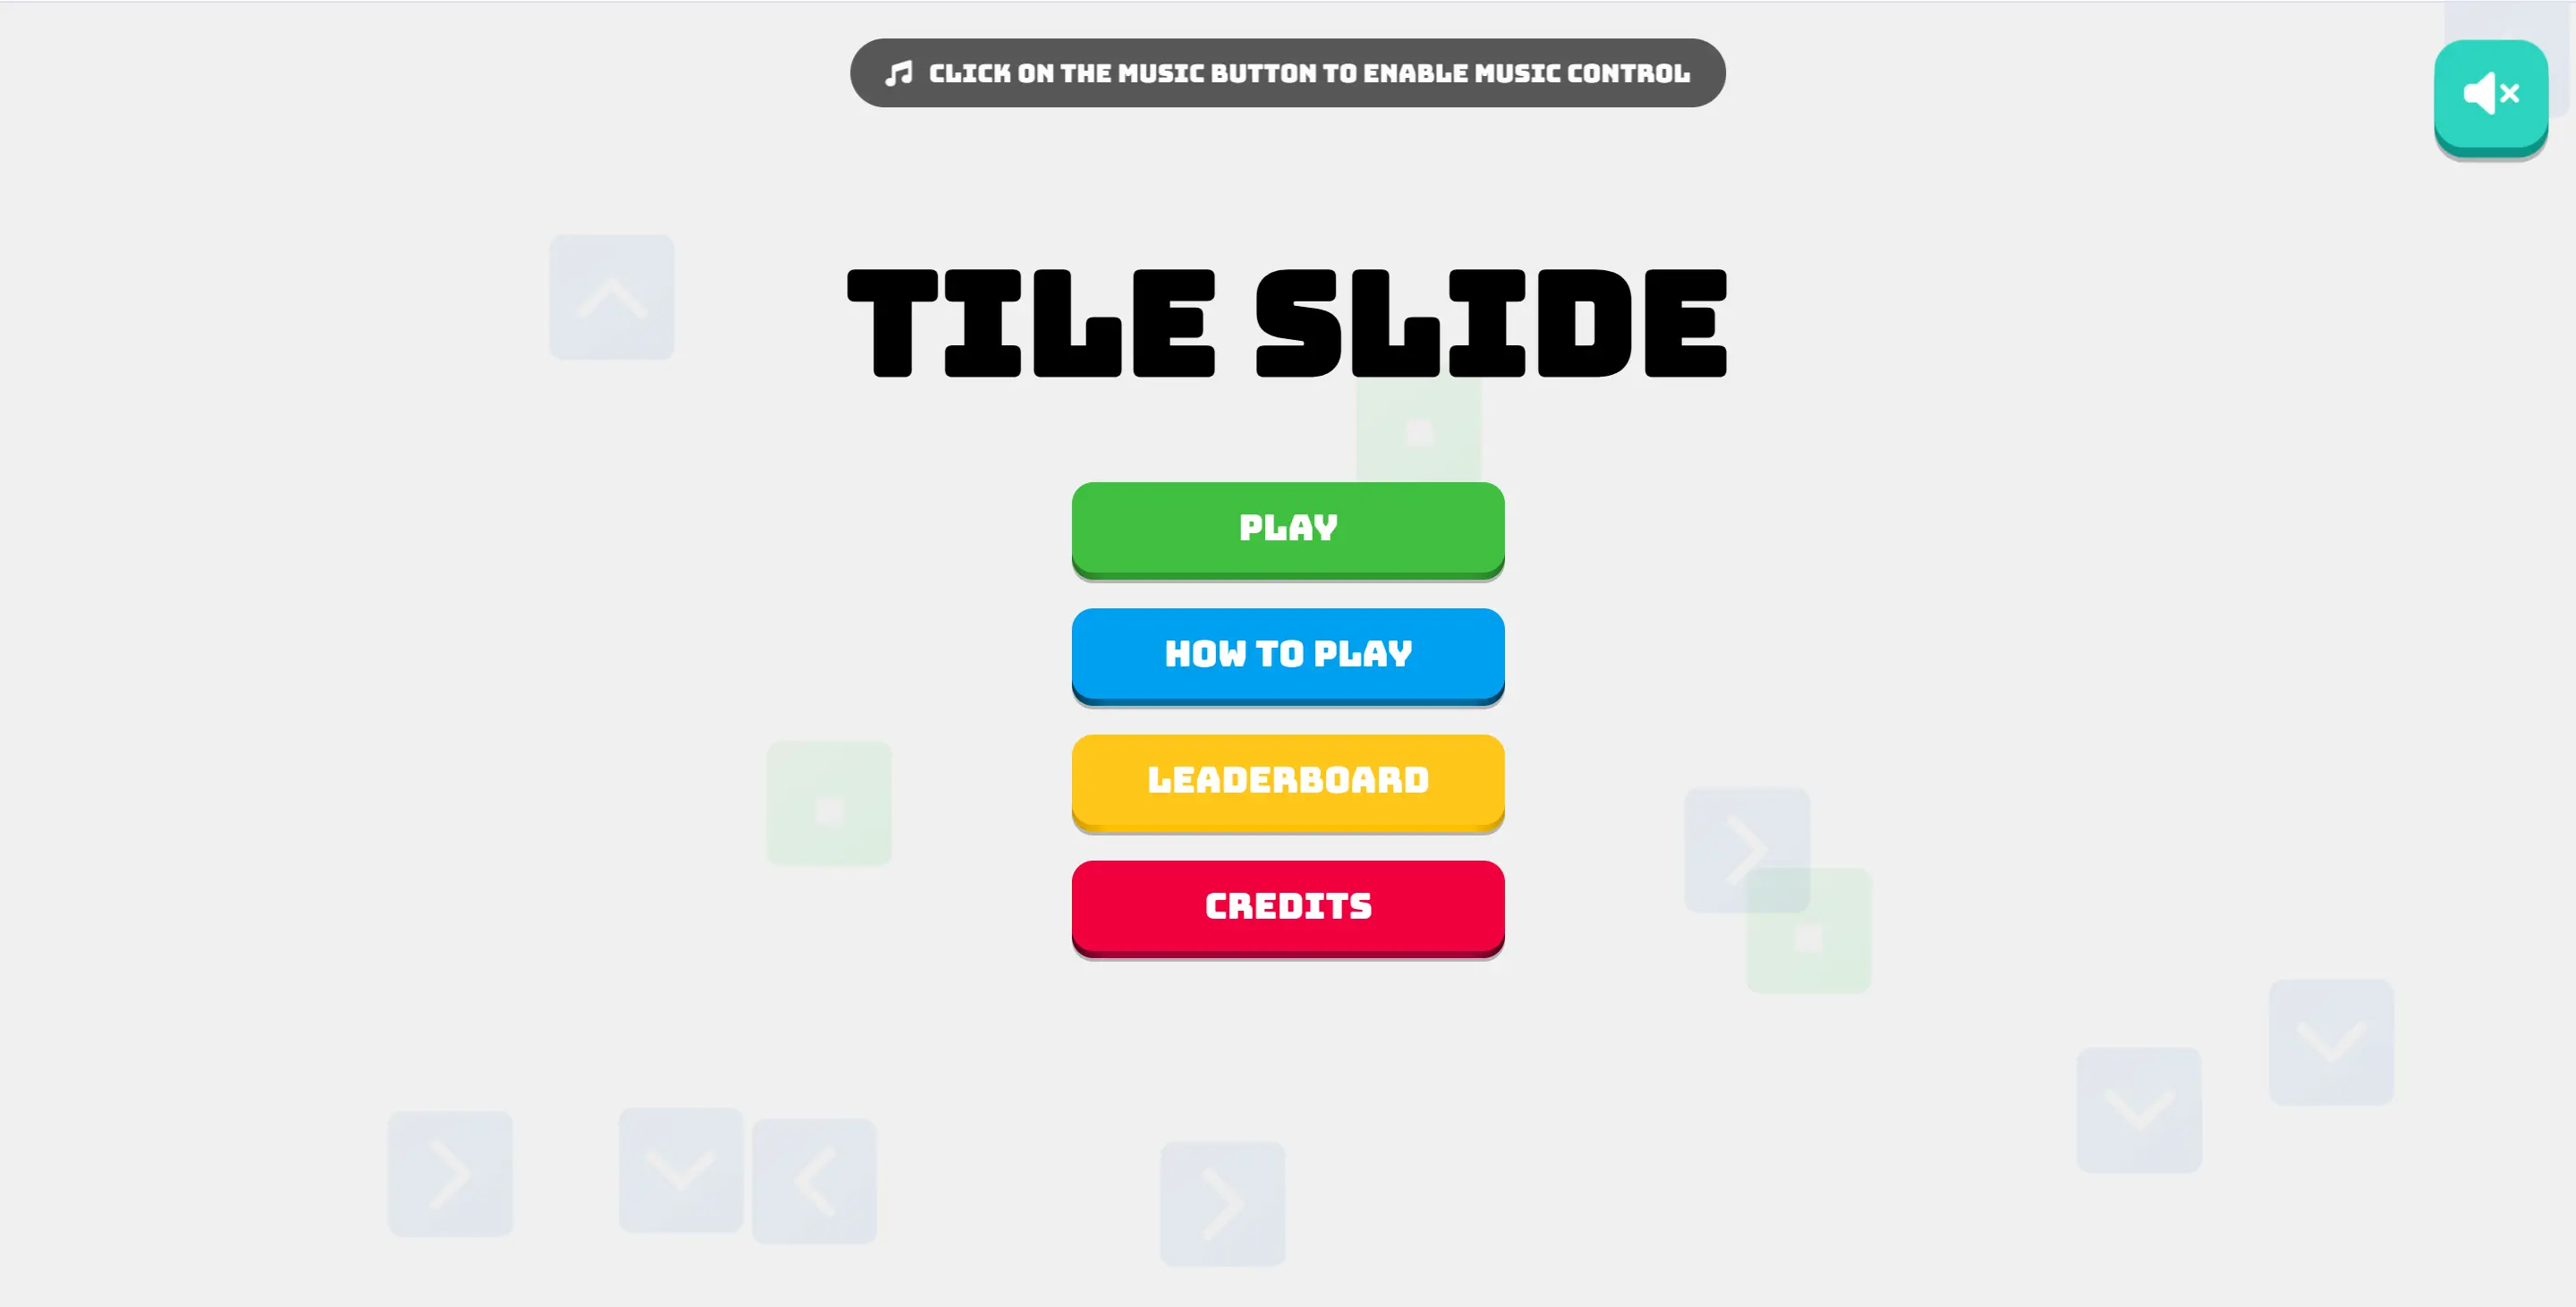 CLICK ON THE MUSIC BUTTON TO ENABLE MUSIC CONTROL
TILE SLIDE
PLAY
HOW TO PLAY
LEADERBOARD
CREDITS